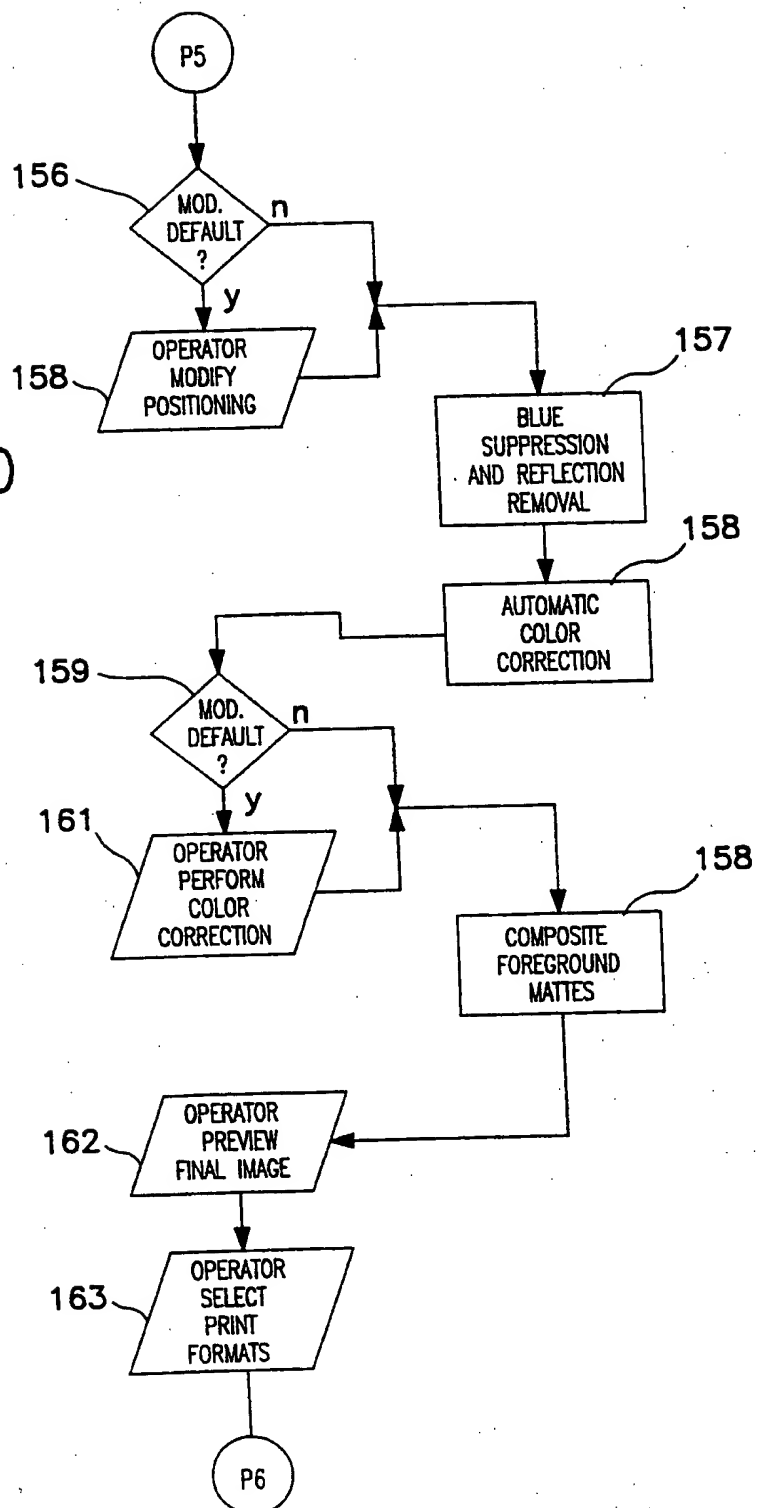 P5
156
MOD.
DEFAULT
?
n
y
158
OPERATOR
MODIFY
POSITIONING
157
BLUE
SUPPRESSION
AND REFLECTION
REMOVAL
158
AUTOMATIC
COLOR
CORRECTION
159
MOD.
DEFAULT
?
n
y
161
OPERATOR
PERFORM
COLOR
CORRECTION
158
COMPOSITE
FOREGROUND
MATTES
162
OPERATOR
PREVIEW
FINAL IMAGE
163
OPERATOR
SELECT
PRINT
FORMATS
P6